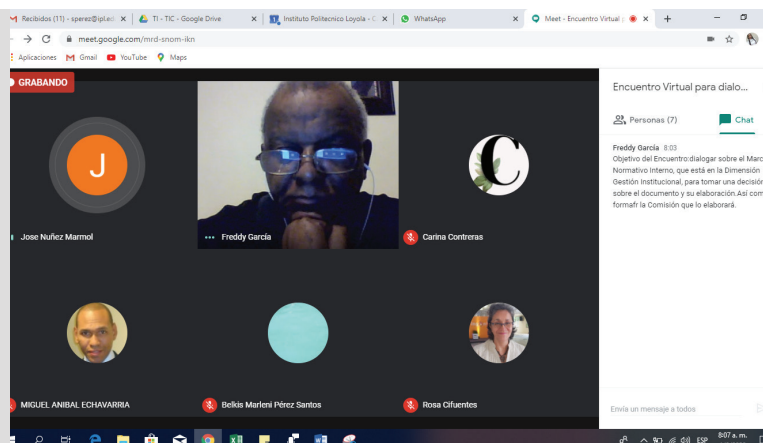 Recibidos (11) - sperez@ipl.ed
TI - TIC - Google Drive
Instituto Politecnico Loyola - C
WhatsApp
Meet - Encuentro Virtual
meet.google.com/mrd-snom-ikn
Aplicaciones
Gmail
YouTube
Maps
GRABANDO
J
Jose Nuñez Marmol
Freddy García
C
Carina Contreras
MIGUEL ANIBAL ECHAVARRIA
Belkis Marleni Pérez Santos
Rosa Cifuentes
Encuentro Virtual para dialo...
Personas (7)
Chat
Freddy García 8:03
Objetivo del Encuentro:dialogar sobre el Marc
Normativo Interno, que está en la Dimensión
Gestión Institucional, para tomar una decisión
sobre el documento y su elaboración.Así com
formafr la Comisión que lo elaborará.
Envía un mensaje a todos
ESP
8:07 a. m.